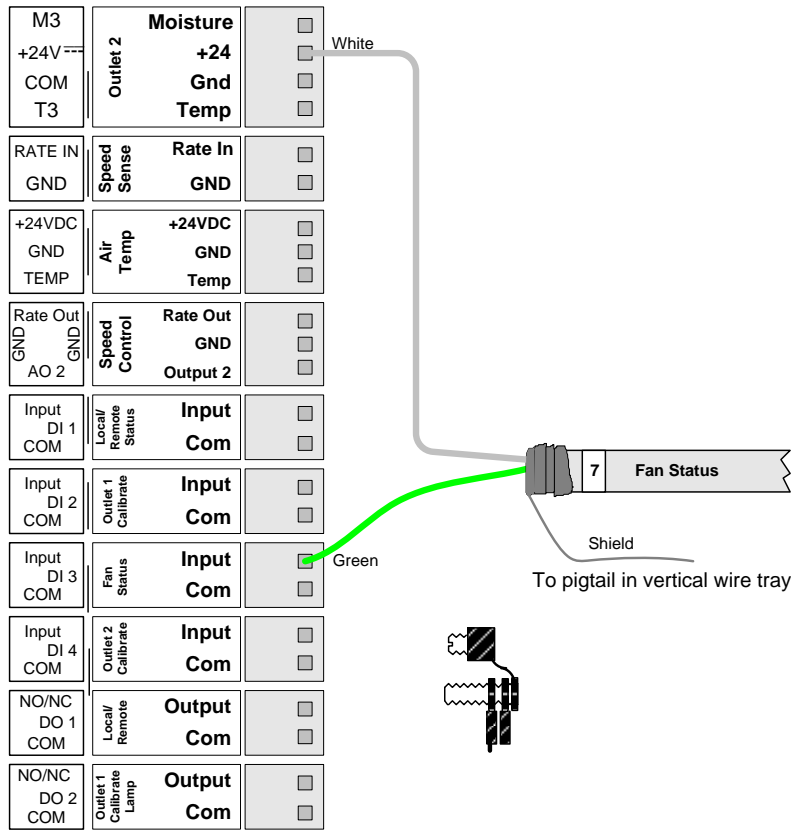 M3
+24V
COM
T3
Outlet 2
Moisture
+24
Gnd
Temp
White
RATE IN
GND
Speed
Sense
Rate In
GND
+24VDC
GND
TEMP
Air
Temp
+24VDC
GND
Temp
Rate Out
GND
GND
AO 2
Speed
Control
Rate Out
GND
Output 2
Input
DI 1
COM
Local/
Remote
Status
Input
Com
Input
DI 2
COM
Outlet 1
Calibrate
Input
Com
7
Fan Status
Input
DI 3
COM
Fan
Status
Input
Com
Green
Shield
To pigtail in vertical wire tray
Input
DI 4
COM
Outlet 2
Calibrate
Input
Com
NO/NC
DO 1
COM
Local/
Remote
Output
Com
NO/NC
DO 2
COM
Outlet 1
Calibrate
Lamp
Output
Com